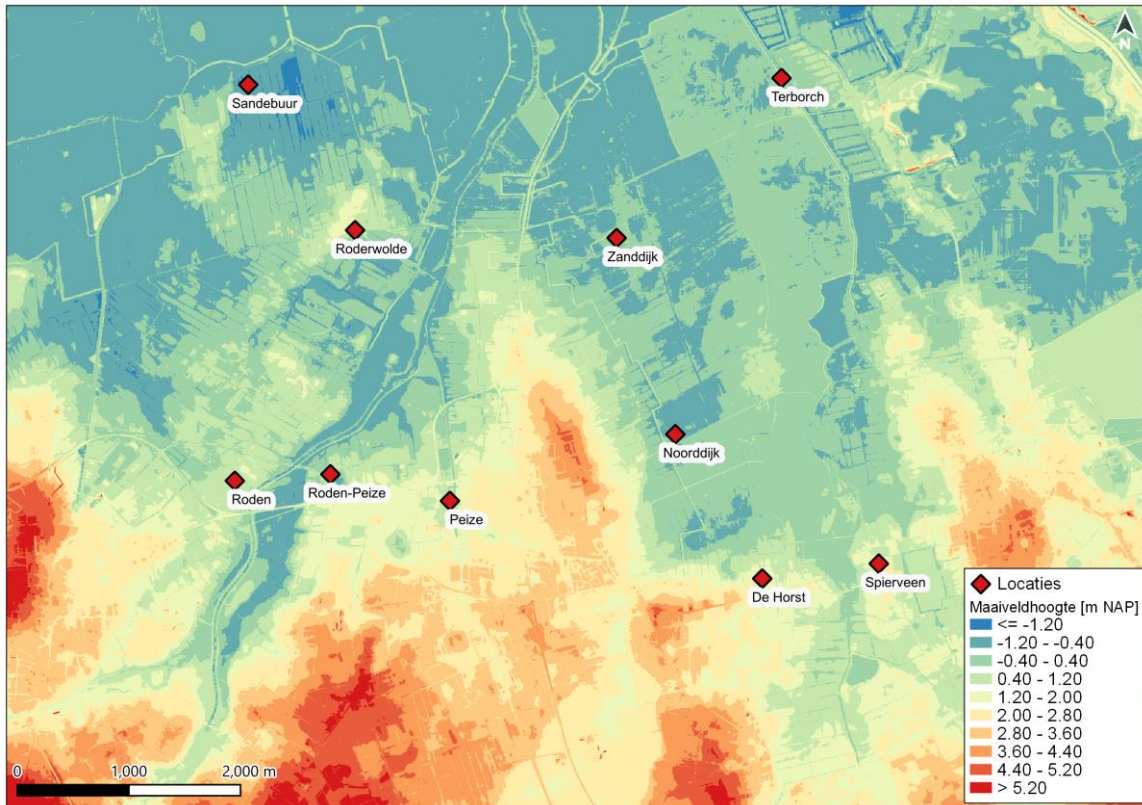 N
Sandebuur
Terborch
Roderwolde
Zanddijk
Noorddijk
Roden
Roden-Peize
Peize
De Horst
Spierveen
Locaties
Maaiveldhoogte [m NAP]
<= -1.20
-1.20 - -0.40
-0.40 - 0.40
0.40 - 1.20
1.20 - 2.00
2.00 - 2.80
2.80 - 3.60
3.60 - 4.40
4.40 - 5.20
> 5.20
0 1,000 2,000 m